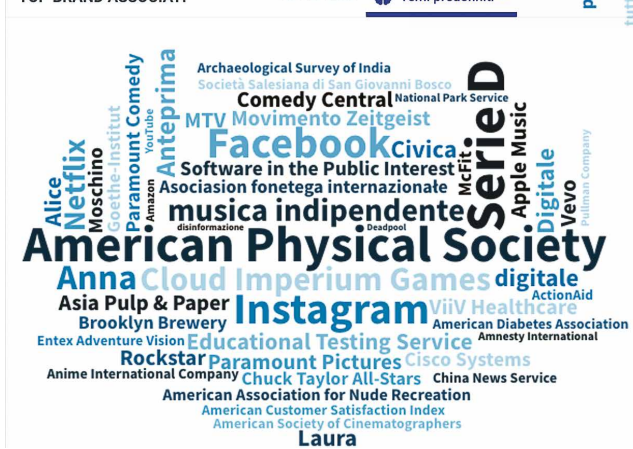 Archaeological Survey of India
Società Salesiana di San Giovanni Bosco
Comedy Central
National Park Service
MTV
Movimento Zeitgeist
Facebook
Civica
Software in the Public Interest
Asociasion fonetega internazionale
musica indipendente
disinformazione
Deadpool
American Physical Society
Alice
Netflix
Moschino
Goethe-Institut
Paramount Comedy
YouTube
Amazon
Anteprima
McFit
Serie D
Apple Music
Digitale
Vevo
Pullman Company
Anna
Cloud Imperium Games
digitale
ActionAid
Asia Pulp & Paper
Instagram
ViiV Healthcare
Brooklyn Brewery
American Diabetes Association
Entex Adventure Vision
Educational Testing Service
Amnesty International
Rockstar
Paramount Pictures
Cisco Systems
Anime International Company
Chuck Taylor All-Stars
China News Service
American Association for Nude Recreation
American Customer Satisfaction Index
American Society of Cinematographers
Laura